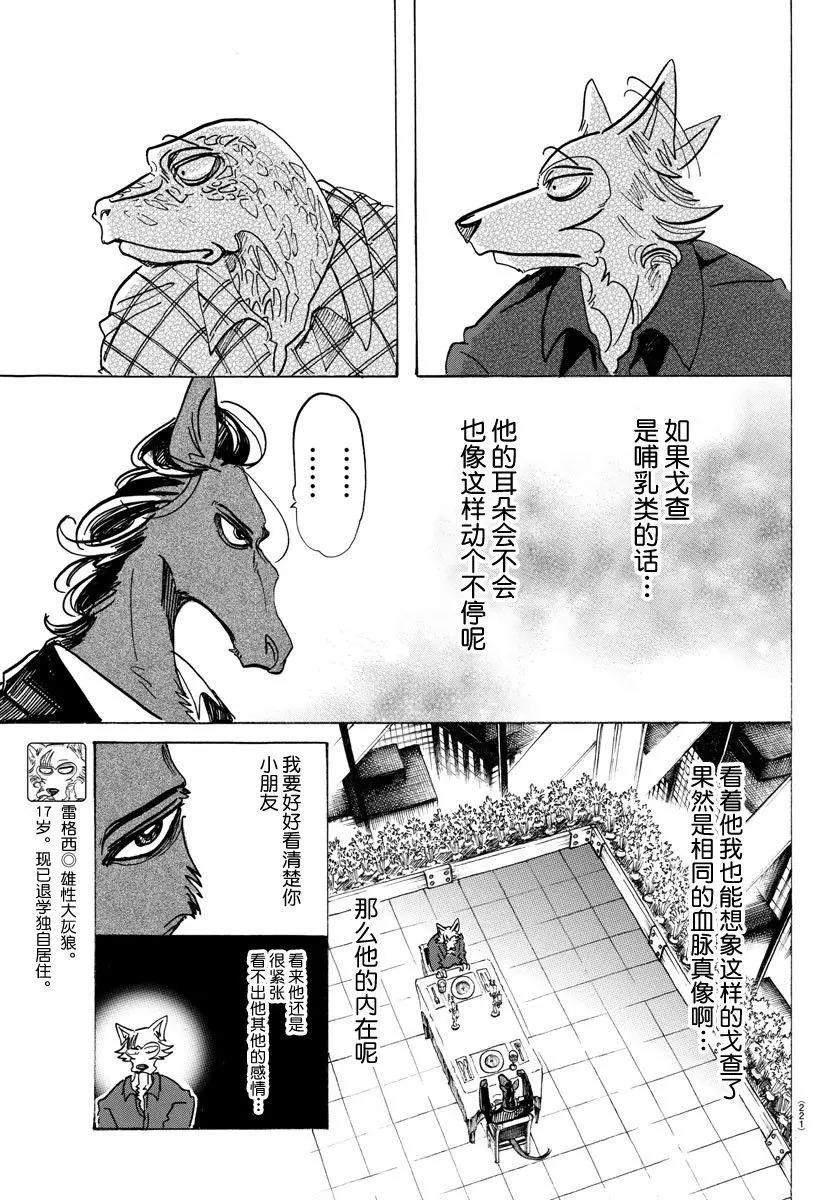 如果戈查
是哺乳类的话…
他的耳朵会不会
也像这样动个不停呢
……
看着他我也能想象这样的戈查了
果然是相同的血脉真像啊…
那么他的内在呢
我要好好看清楚你
小朋友
看来他还是
很紧张
看不出他其他的感情…
雷格西◎雄性大灰狼。
17岁。现已退学独自居住。
(221)